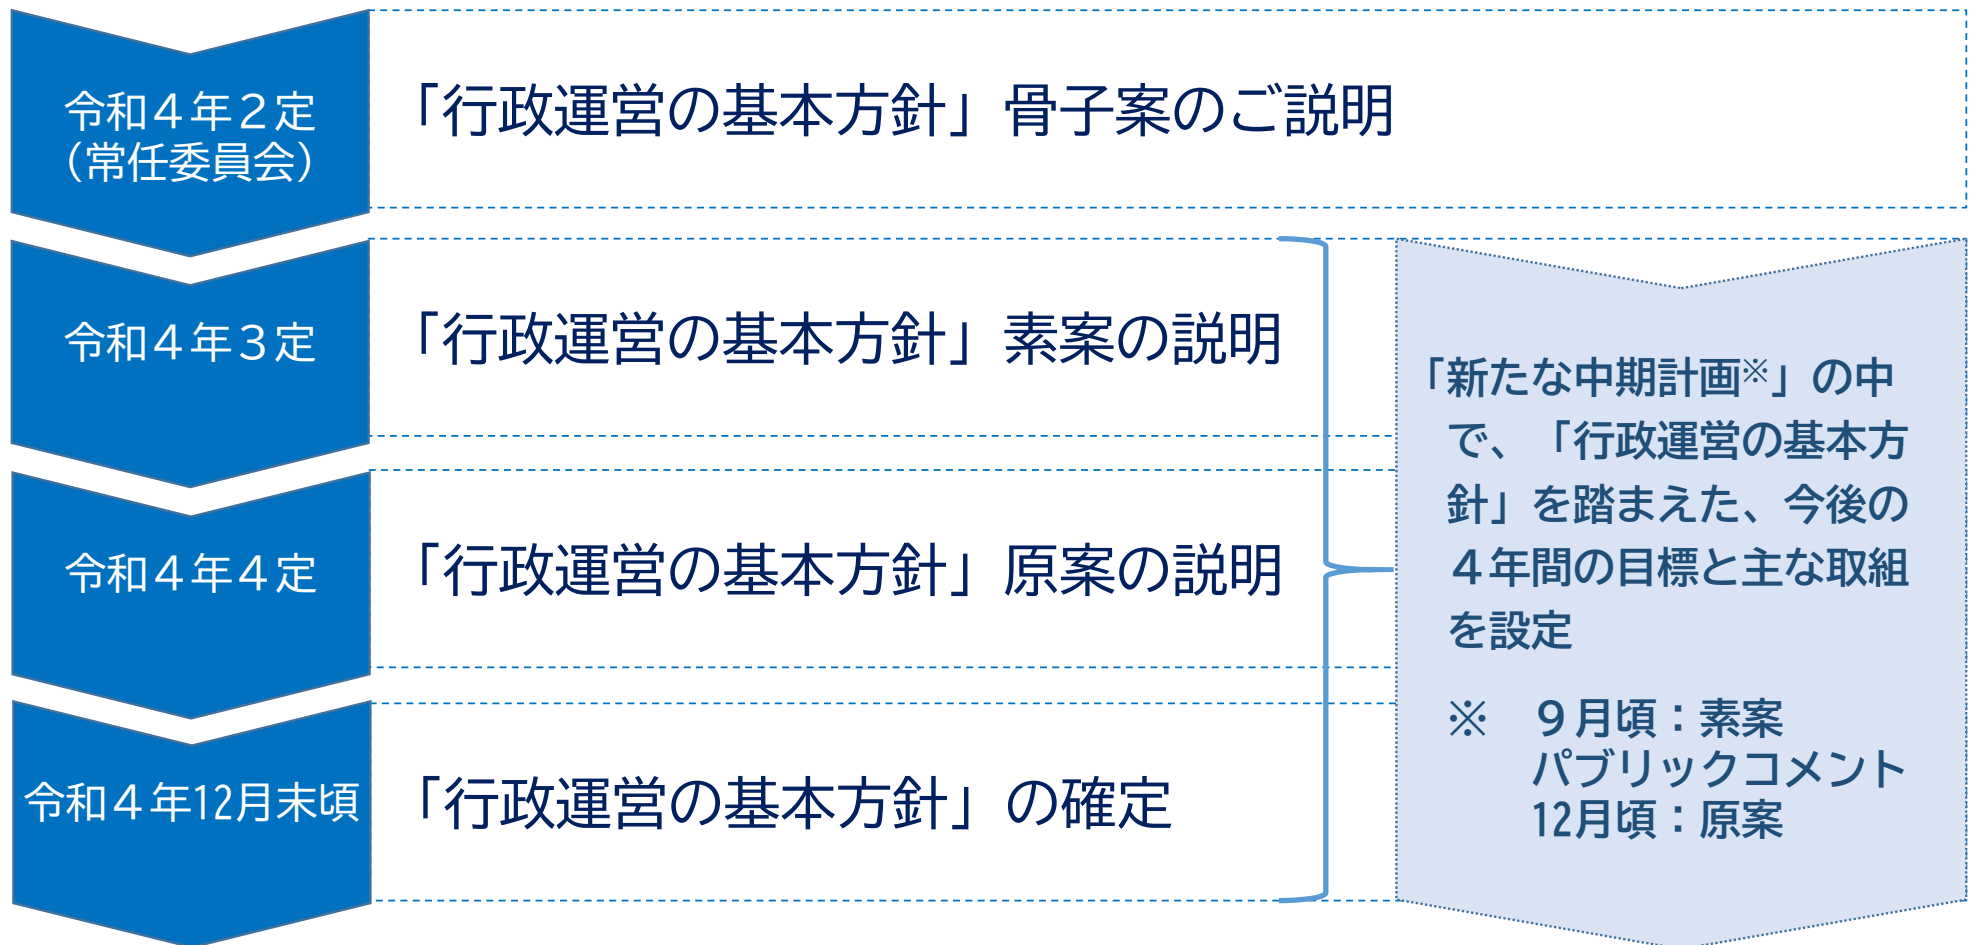 令和４年２定
（常任委員会）
「行政運営の基本方針」骨子案のご説明
令和４年３定
「行政運営の基本方針」素案の説明
令和４年４定
「行政運営の基本方針」原案の説明
令和４年12月末頃
「行政運営の基本方針」の確定
「新たな中期計画※」の中
で、「行政運営の基本方
針」を踏まえた、今後の
４年間の目標と主な取組
を設定
※　９月頃：素案
パブリックコメント
12月頃：原案